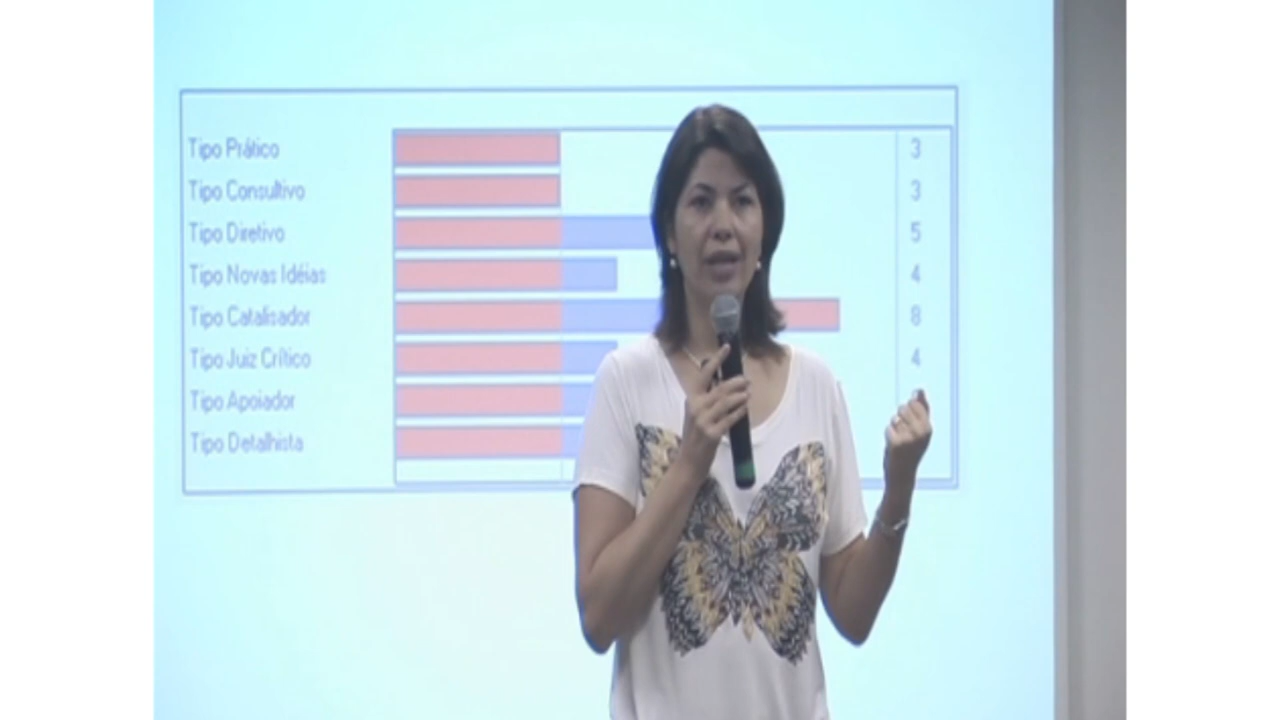 Tipo Prático 3
Tipo Consultivo 3
Tipo Diretivo 5
Tipo Novas Idéias 4
Tipo Catalisador 8
Tipo Juiz Crítico 4
Tipo Apoiador
Tipo Detalhista